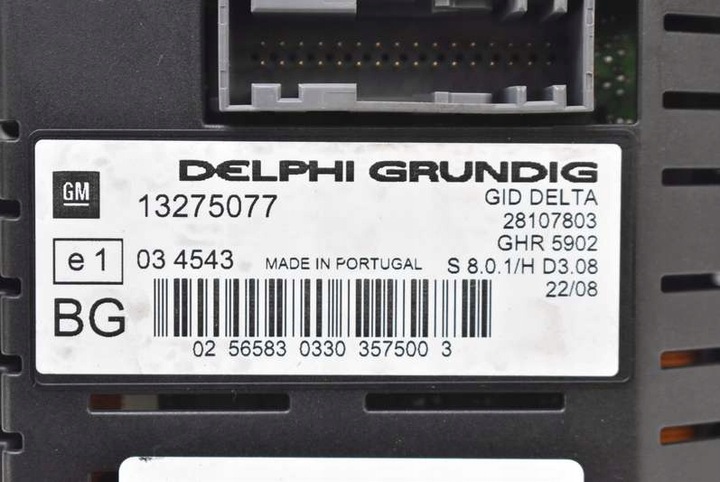 DELPHI GRUNDIG
GM 13275077 GID DELTA
28107803
GHR 5902
e 1 03 4543 MADE IN PORTUGAL S 8.0.1/H D3.08
22/08
BG
02 56583 0330 357500 3